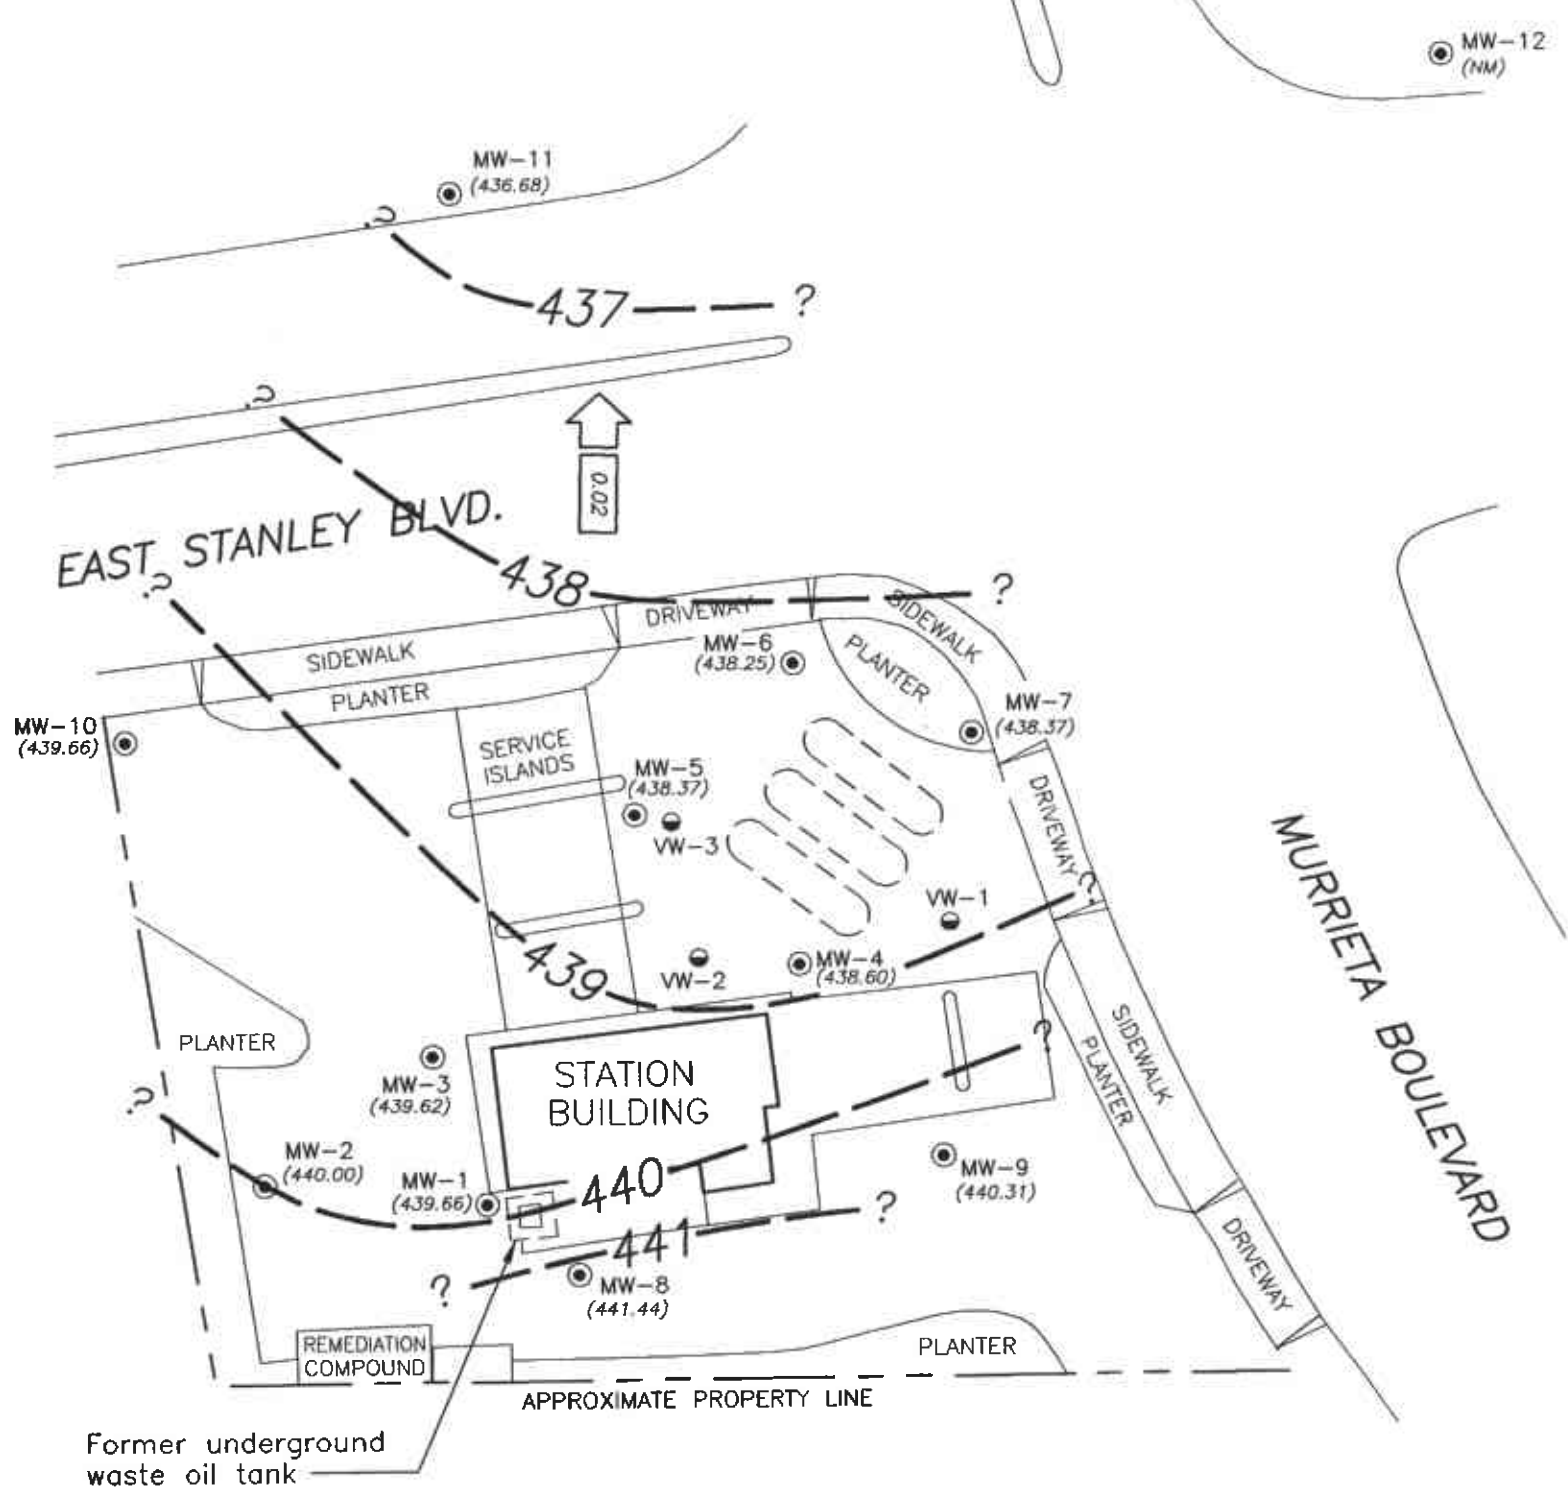 MW-12
(NM)
MW-11
(436.68)
?
437
?
?
0.02
EAST STANLEY BLVD.
?
438
?
DRIVEWAY
SIDEWALK
SIDEWALK
PLANTER
MW-6
(438.25)
PLANTER
MW-7
(438.37)
MW-10
(439.66)
SERVICE
ISLANDS
MW-5
(438.37)
VW-3
DRIVEWAY
?
MURRIETA BOULEVARD
VW-1
439
VW-2
MW-4
(438.60)
PLANTER
SIDEWALK
PLANTER
?
STATION
BUILDING
MW-3
(439.62)
?
MW-2
(440.00)
MW-1
(439.66)
440
MW-9
(440.31)
?
441
?
MW-8
(441.44)
DRIVEWAY
REMEDIATION
COMPOUND
PLANTER
APPROXIMATE PROPERTY LINE
Former underground
waste oil tank